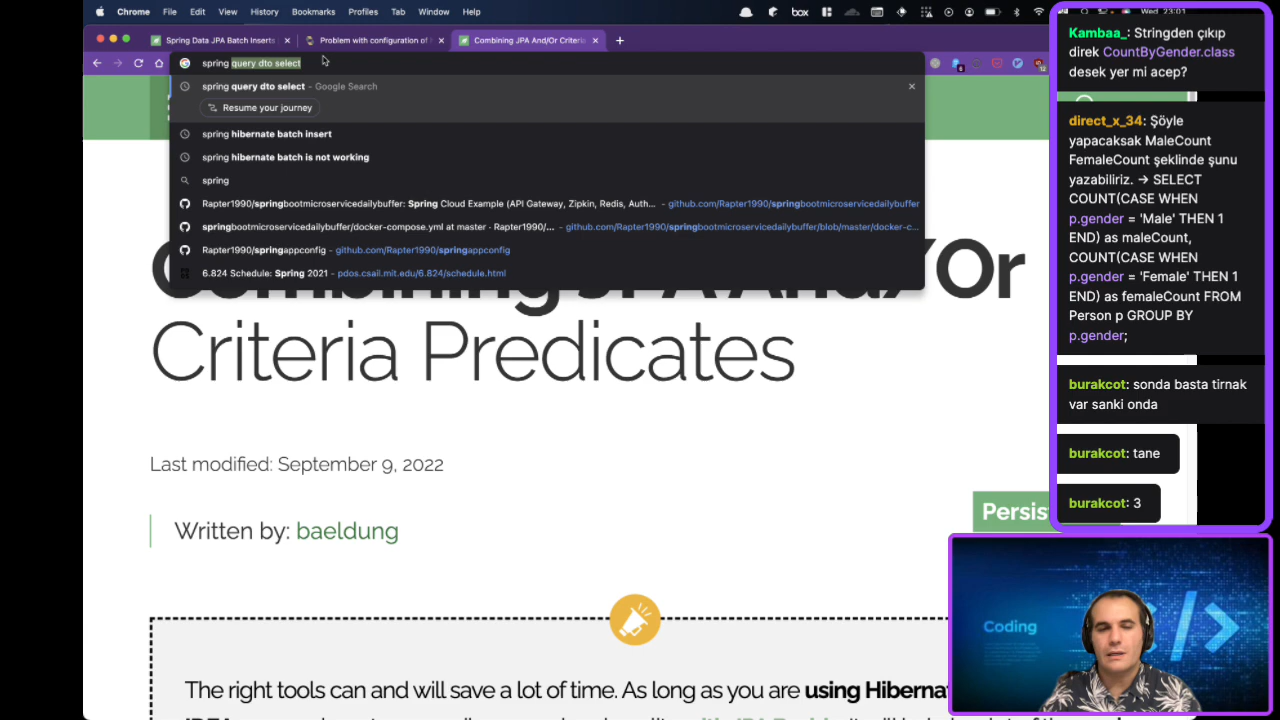 Chrome File Edit View History Bookmarks Profiles Tab Window Help
box
Wed 23:01
Spring Data JPA Batch Inserts
Problem with configuration of
Combining JPA And/Or Criteria
spring query dto select
spring query dto select - Google Search
Resume your journey
spring hibernate batch insert
spring hibernate batch is not working
spring
Rapter1990/springbootmicroservicedailybuffer: Spring Cloud Example (API Gateway, Zipkin, Redis, Auth... - github.com/Rapter1990/springbootmicroservicedailybuffer
springbootmicroservicedailybuffer/docker-compose.yml at master · Rapter1990/... - github.com/Rapter1990/springbootmicroservicedailybuffer/blob/master/docker-c...
Rapter1990/springappconfig - github.com/Rapter1990/springappconfig
6.824 Schedule: Spring 2021 - pdos.csail.mit.edu/6.824/schedule.html
Combining JPA And/Or
Criteria Predicates
Last modified: September 9, 2022
Written by: baeldung
Persis
The right tools can and will save a lot of time. As long as you are using Hiberna
Kambaa_: Stringden çıkıp
direk CountByGender.class
desek yer mi acep?
direct_x_34: Şöyle
yapacaksak MaleCount
FemaleCount şeklinde şunu
yazabiliriz. → SELECT
COUNT(CASE WHEN
p.gender = 'Male' THEN 1
END) as maleCount,
COUNT(CASE WHEN
p.gender = 'Female' THEN 1
END) as femaleCount FROM
Person p GROUP BY
p.gender;
burakcot: sonda basta tirnak
var sanki onda
burakcot: tane
burakcot: 3
Coding